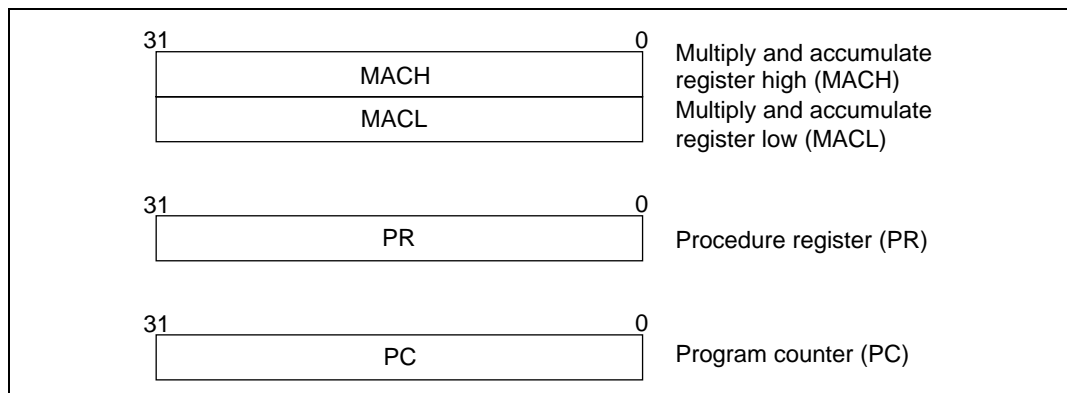 31 0
MACH
Multiply and accumulate
register high (MACH)
MACL
Multiply and accumulate
register low (MACL)
31 0
PR
Procedure register (PR)
31 0
PC
Program counter (PC)